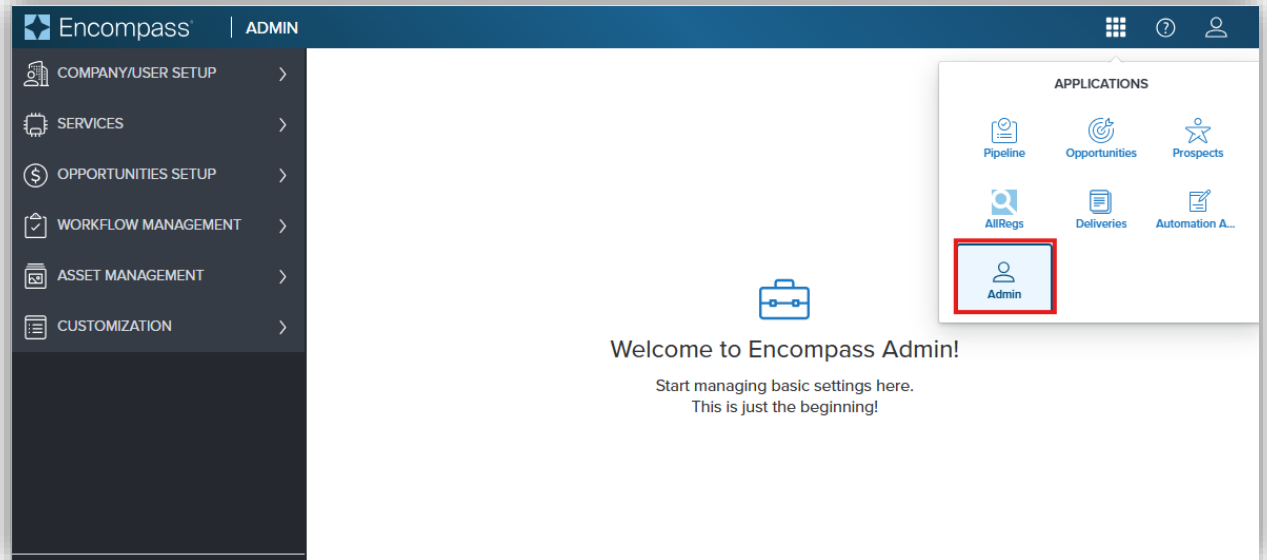 Encompass | ADMIN
COMPANY/USER SETUP
SERVICES
OPPORTUNITIES SETUP
WORKFLOW MANAGEMENT
ASSET MANAGEMENT
CUSTOMIZATION
APPLICATIONS
Pipeline Opportunities Prospects
AllRegs Deliveries Automation A...
Admin
Welcome to Encompass Admin!
Start managing basic settings here.
This is just the beginning!